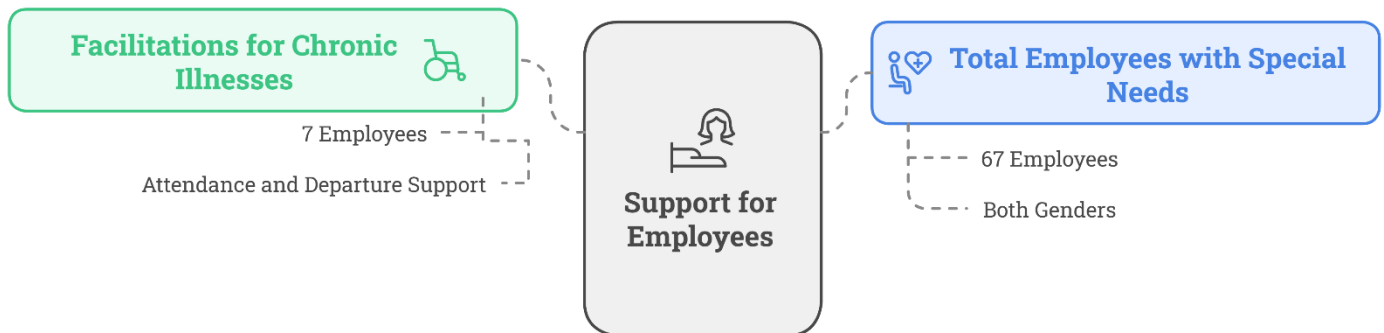 Facilitations for Chronic
Illnesses
7 Employees
Attendance and Departure Support
Support for
Employees
Total Employees with Special
Needs
67 Employees
Both Genders